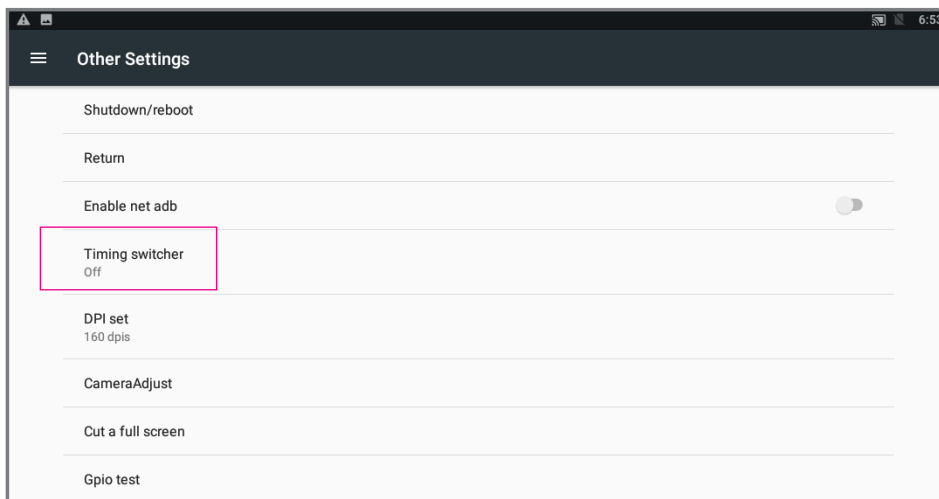 6:53
Other Settings
Shutdown/reboot
Return
Enable net adb
Timing switcher
Off
DPI set
160 dpis
CameraAdjust
Cut a full screen
Gpio test